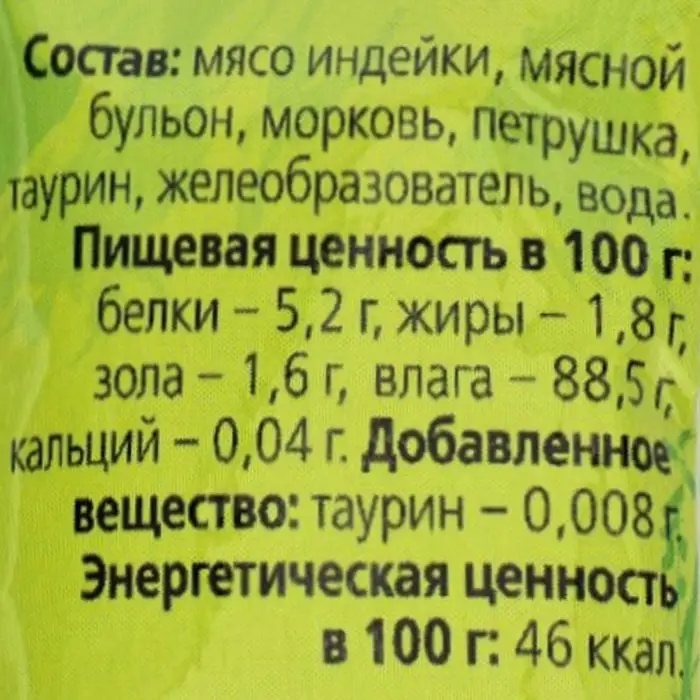 Состав: мясо индейки, мясной
бульон, морковь, петрушка,
таурин, желеобразователь, вода.
Пищевая ценность в 100 г:
белки – 5,2 г, жиры – 1,8 г,
зола – 1,6 г, влага – 88,5 г,
кальций – 0,04 г. Добавленное
вещество: таурин – 0,008 г.
Энергетическая ценность
в 100 г: 46 ккал.